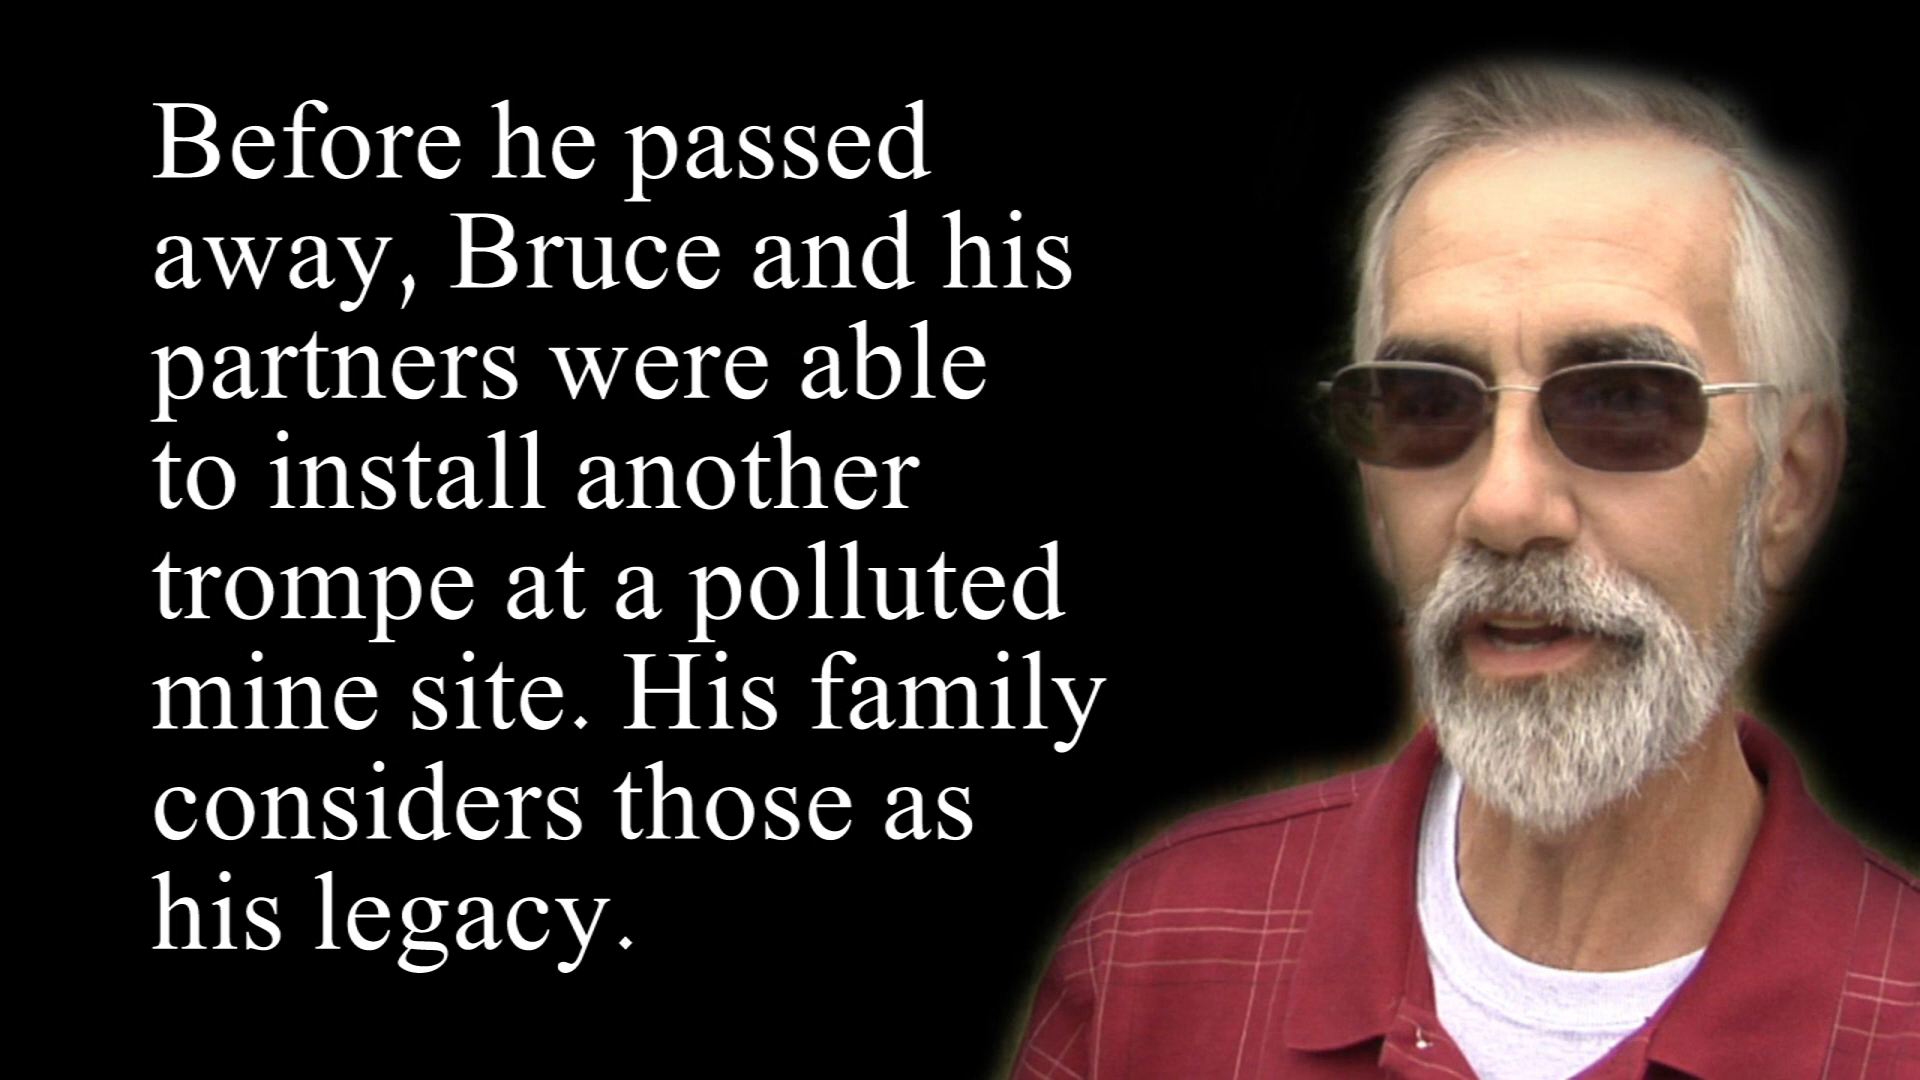 Before he passed
away, Bruce and his
partners were able
to install another
trompe at a polluted
mine site. His family
considers those as
his legacy.